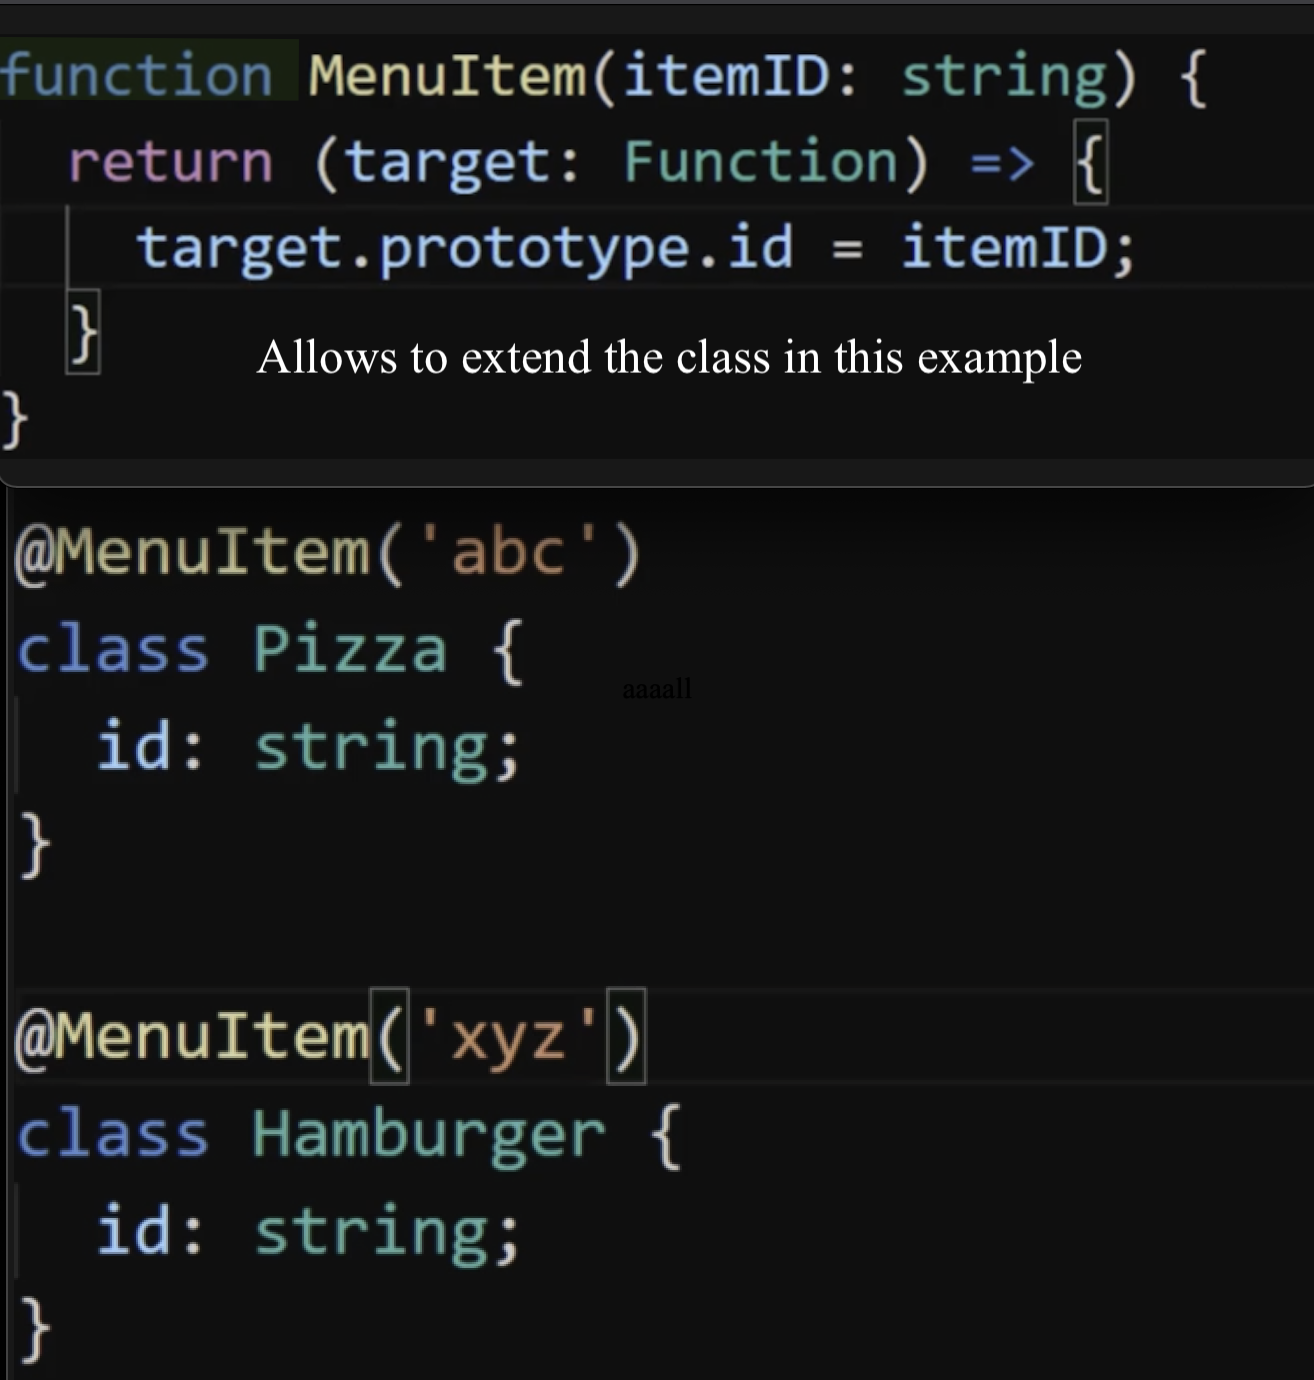 function MenuItem(itemID: string) {
return (target: Function) => {
target.prototype.id = itemID;
}
Allows to extend the class in this example
}
@MenuItem('abc')
class Pizza {
aaaall
id: string;
}
@MenuItem('xyz')
class Hamburger {
id: string;
}